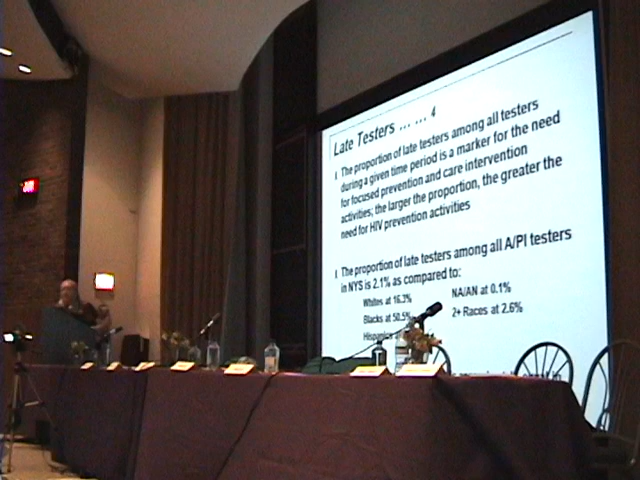 Late Testers ... ... 4
The proportion of late testers among all testers
during a given time period is a marker for the need
for focused prevention and care intervention
activities; the larger the proportion, the greater the
need for HIV prevention activities
The proportion of late testers among all A/PI testers
in NYS is 2.1% as compared to:
Whites at 16.3%
NA/AN at 0.1%
Blacks at 50.5%
2+ Races at 2.6%
Hispanics